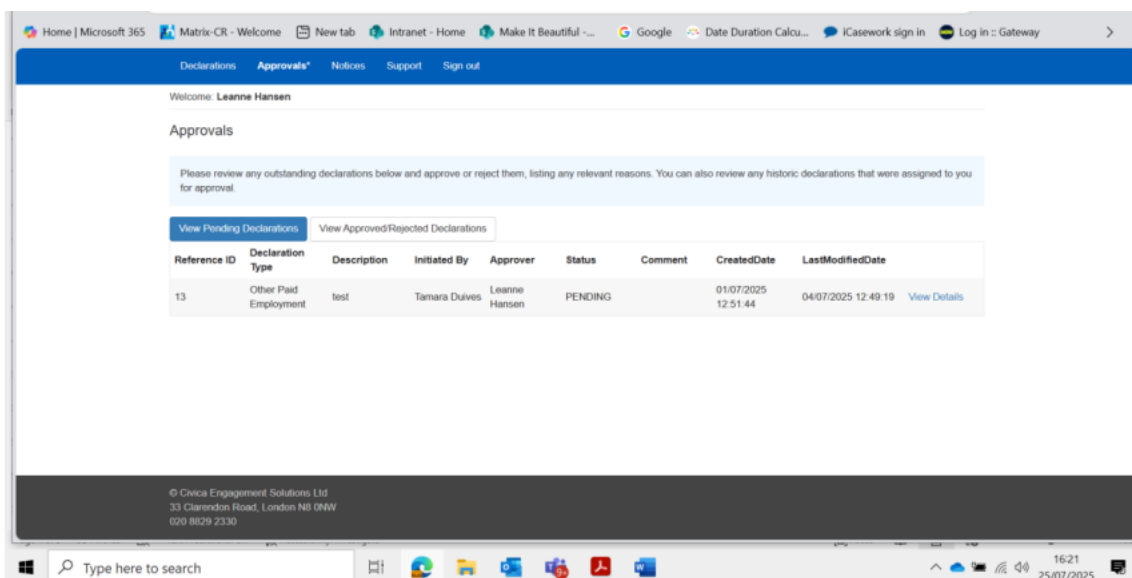 Home | Microsoft 365 Matrix-CR - Welcome New tab Intranet - Home Make It Beautiful -... Google Date Duration Calcu... iCasework sign in Log in :: Gateway
Declarations Approvals* Notices Support Sign out
Welcome: Leanne Hansen
Approvals
Please review any outstanding declarations below and approve or reject them, listing any relevant reasons. You can also review any historic declarations that were assigned to you
for approval.
View Pending Declarations View Approved/Rejected Declarations
Reference ID Declaration Type Description Initiated By Approver Status Comment CreatedDate LastModifiedDate
13 Other Paid Employment test Tamara Duives Leanne Hansen PENDING 01/07/2025 12:51:44 04/07/2025 12:49:19 View Details
© Civica Engagement Solutions Ltd
33 Clarendon Road, London N8 0NW
020 8829 2330
Type here to search
16:21
25/07/2025